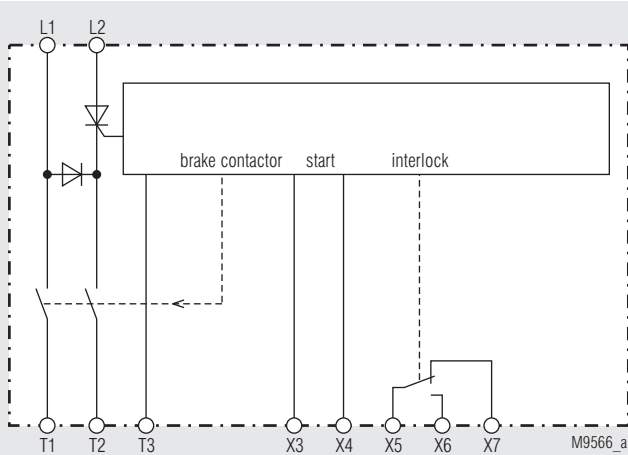 L1 L2
brake contactor start interlock
T1 T2 T3 X3 X4 X5 X6 X7
M9566_a